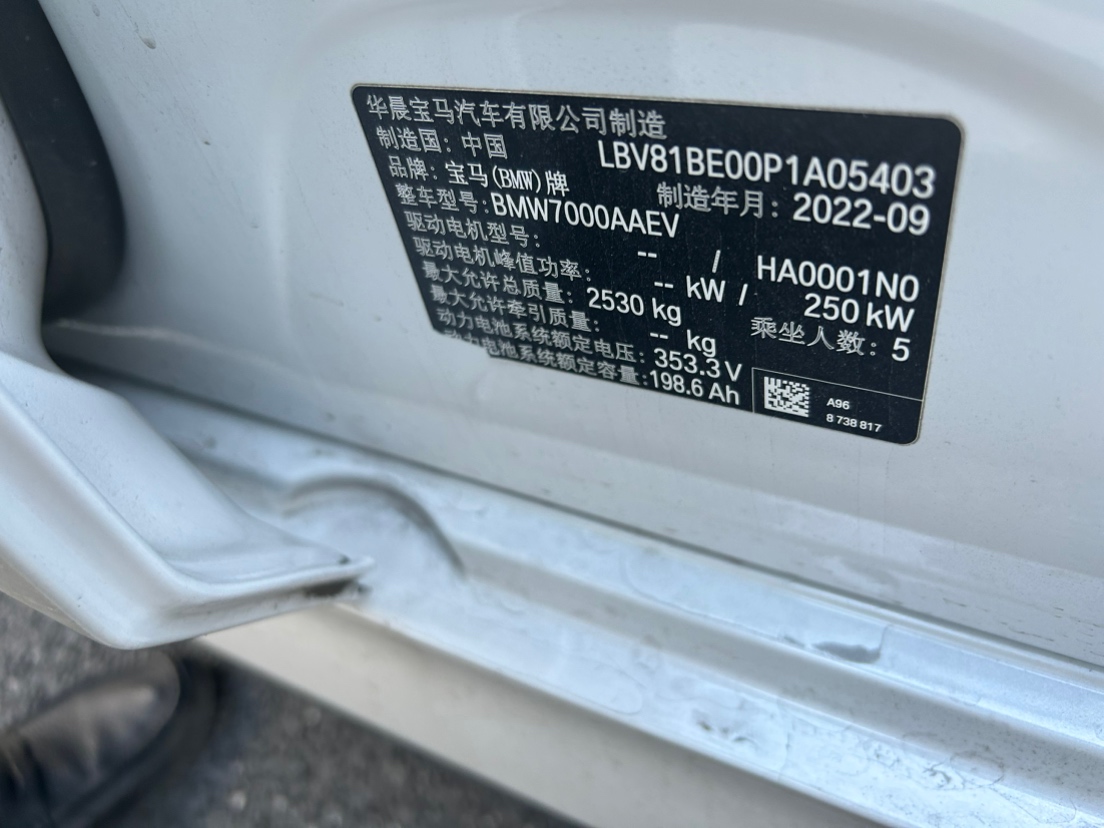 华晨宝马汽车有限公司制造
制造国: 中国
LBV81BE00P1A05403
品牌: 宝马(BMW)牌
制造年月: 2022-09
整车型号: BMW7000AAEV
驱动电机型号: -- / HA0001N0
驱动电机峰值功率: -- kW / 250 kW
最大允许总质量: 2530 kg
乘坐人数: 5
最大允许牵引质量: -- kg
动力电池系统额定电压: 353.3 V
动力电池系统额定容量: 198.6 Ah
A96
8 738 817